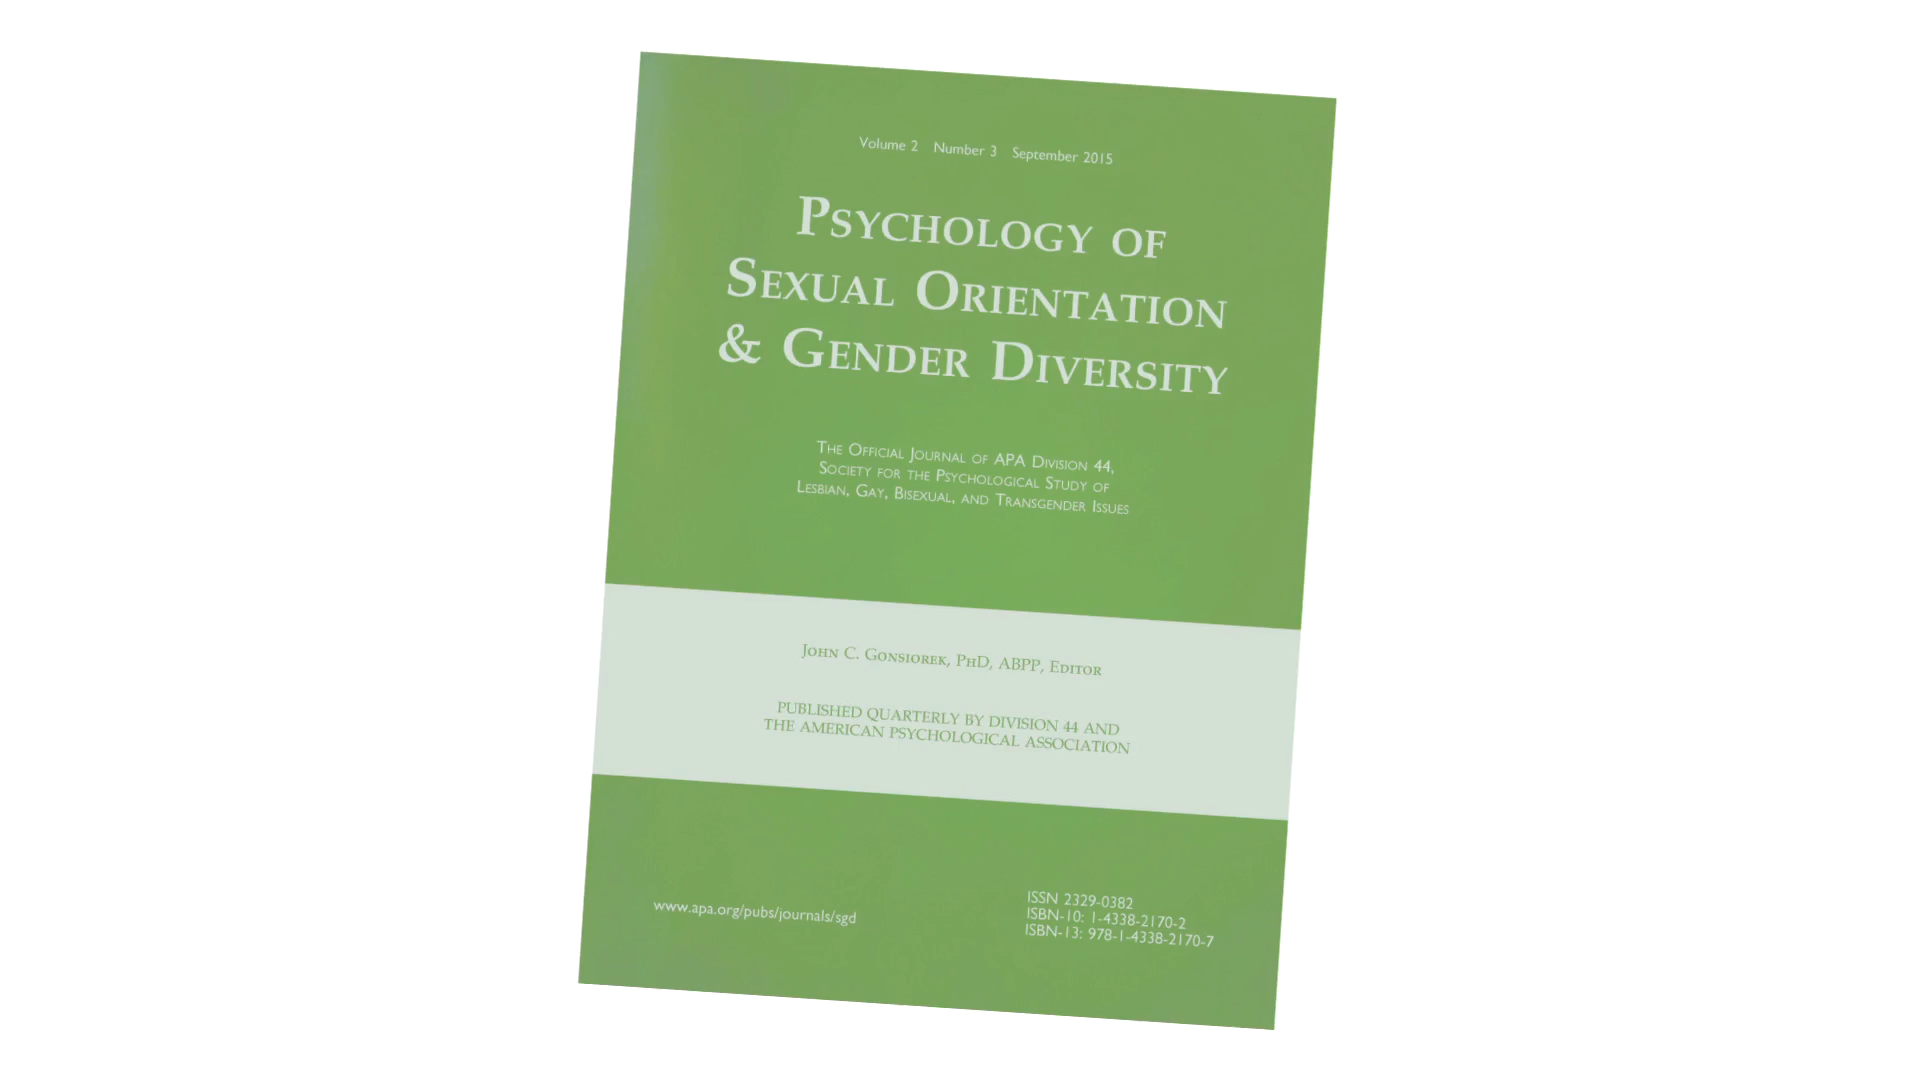 Volume 2 Number 3 September 2015
PSYCHOLOGY OF
SEXUAL ORIENTATION
& GENDER DIVERSITY
THE OFFICIAL JOURNAL OF APA DIVISION 44,
SOCIETY FOR THE PSYCHOLOGICAL STUDY OF
LESBIAN, GAY, BISEXUAL, AND TRANSGENDER ISSUES
JOHN C. GONSIOREK, PHD, ABPP, EDITOR
PUBLISHED QUARTERLY BY DIVISION 44 AND
THE AMERICAN PSYCHOLOGICAL ASSOCIATION
www.apa.org/pubs/journals/sgd
ISSN 2329-0382
ISBN-10: 1-4338-2170-2
ISBN-13: 978-1-4338-2170-7